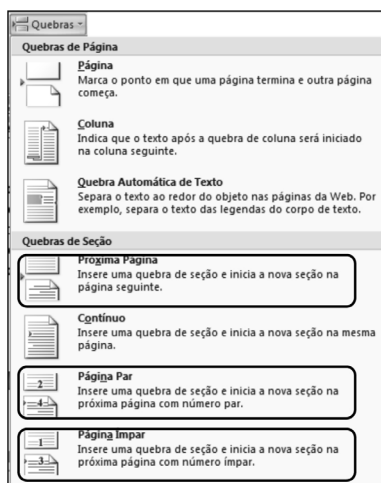 Quebras
Quebras de Página
Página
Marca o ponto em que uma página termina e outra página
começa.
Coluna
Indica que o texto após a quebra de coluna será iniciado
na coluna seguinte.
Quebra Automática de Texto
Separa o texto ao redor do objeto nas páginas da Web. Por
exemplo, separa o texto das legendas do corpo de texto.
Quebras de Seção
Próxima Página
Insere uma quebra de seção e inicia a nova seção na
página seguinte.
Contínuo
Insere uma quebra de seção e inicia a nova seção na mesma
página.
2
4
Página Par
Insere uma quebra de seção e inicia a nova seção na
próxima página com número par.
1
3
Página Ímpar
Insere uma quebra de seção e inicia a nova seção na
próxima página com número ímpar.